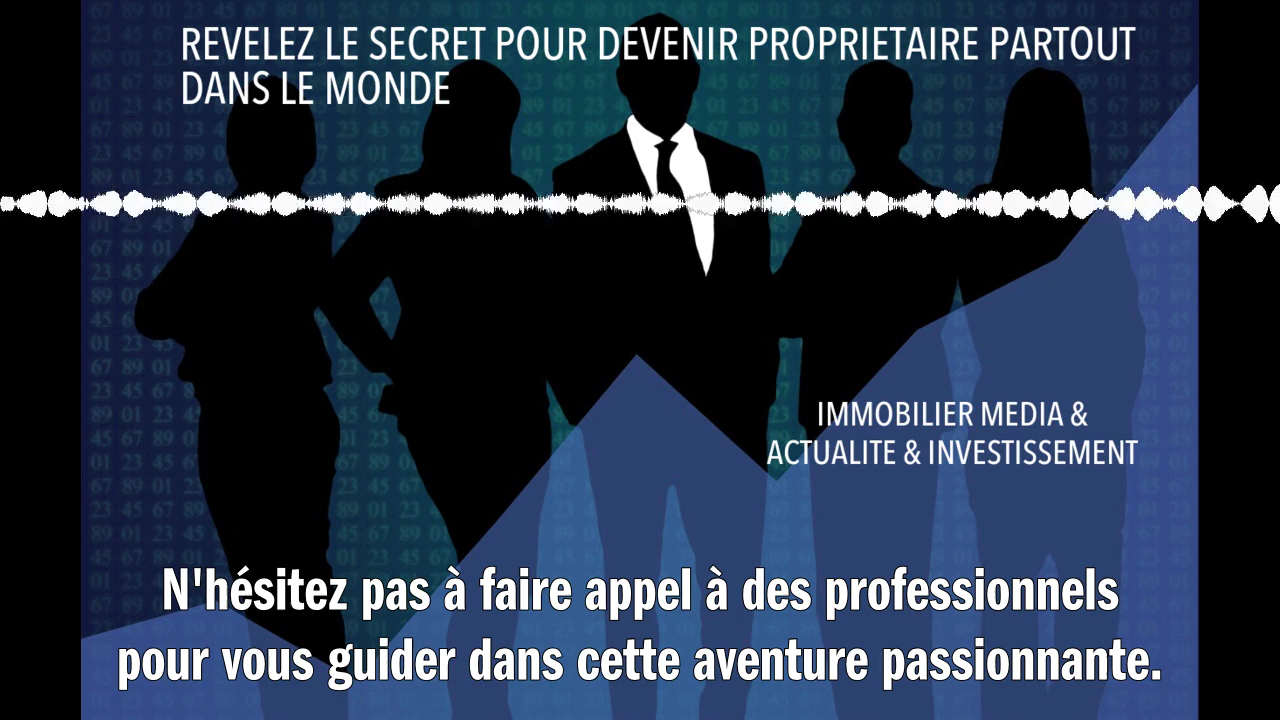 REVELEZ LE SECRET POUR DEVENIR PROPRIETAIRE PARTOUT
DANS LE MONDE
IMMOBILIER MEDIA &
ACTUALITE & INVESTISSEMENT
N'hésitez pas à faire appel à des professionnels
pour vous guider dans cette aventure passionnante.